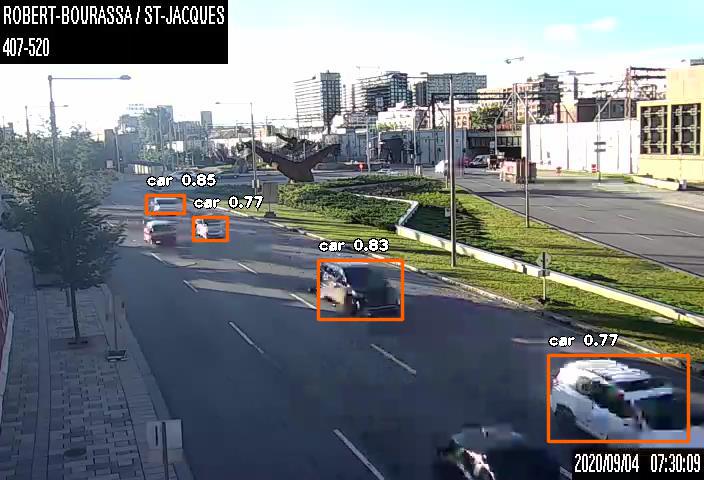 ROBERT-BOURASSA / ST-JACQUES
407-520
car 0.85
car 0.77
car 0.83
car 0.77
2020/09/04 07:30:09